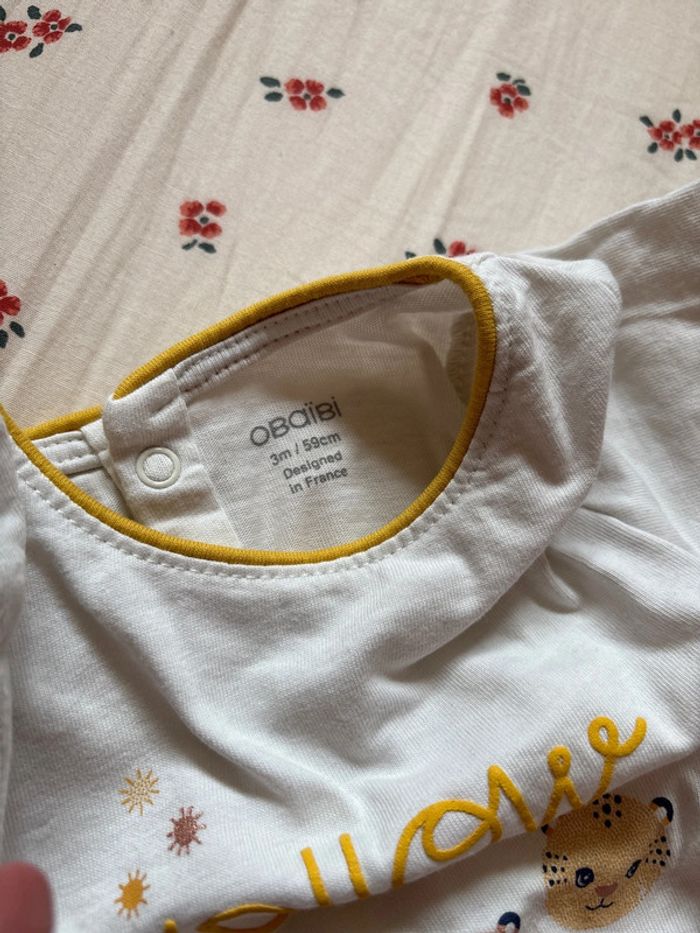 OBaïBi
3m / 59cm
Designed
in France